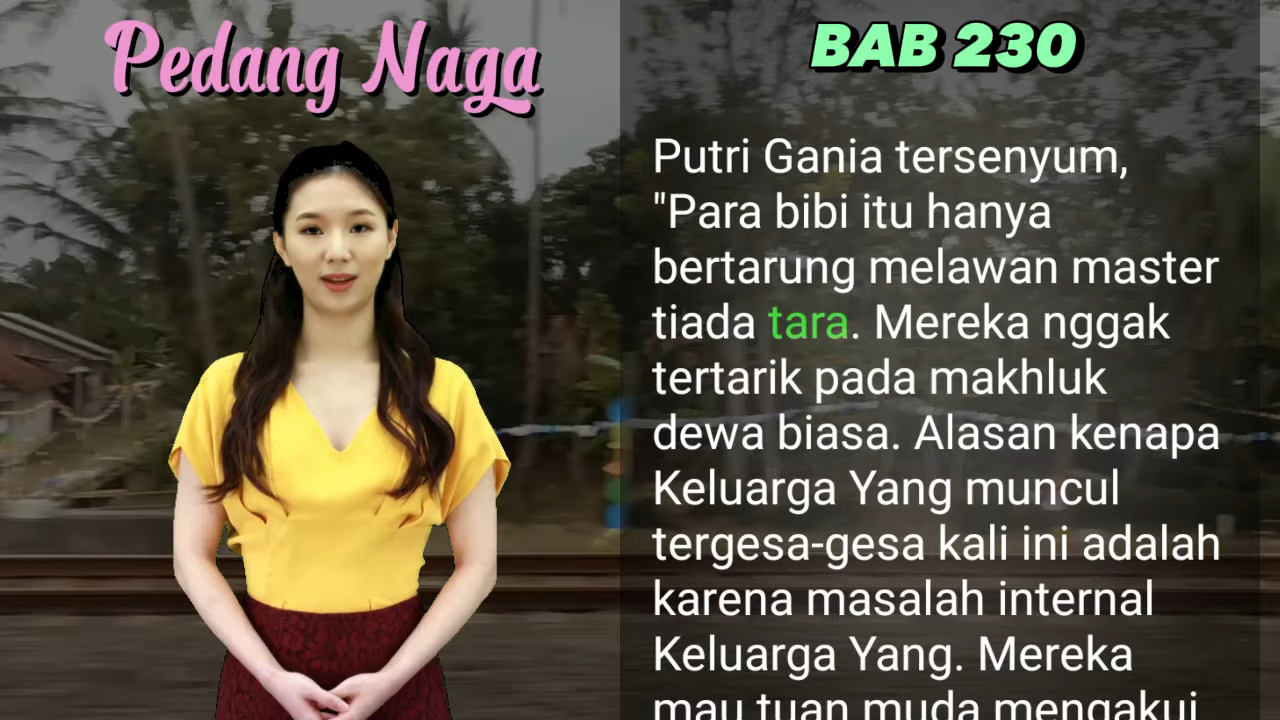 Pedang Naga
BAB 230
Putri Gania tersenyum,
"Para bibi itu hanya
bertarung melawan master
tiada tara. Mereka nggak
tertarik pada makhluk
dewa biasa. Alasan kenapa
Keluarga Yang muncul
tergesa-gesa kali ini adalah
karena masalah internal
Keluarga Yang. Mereka
mau tuan muda mengakui